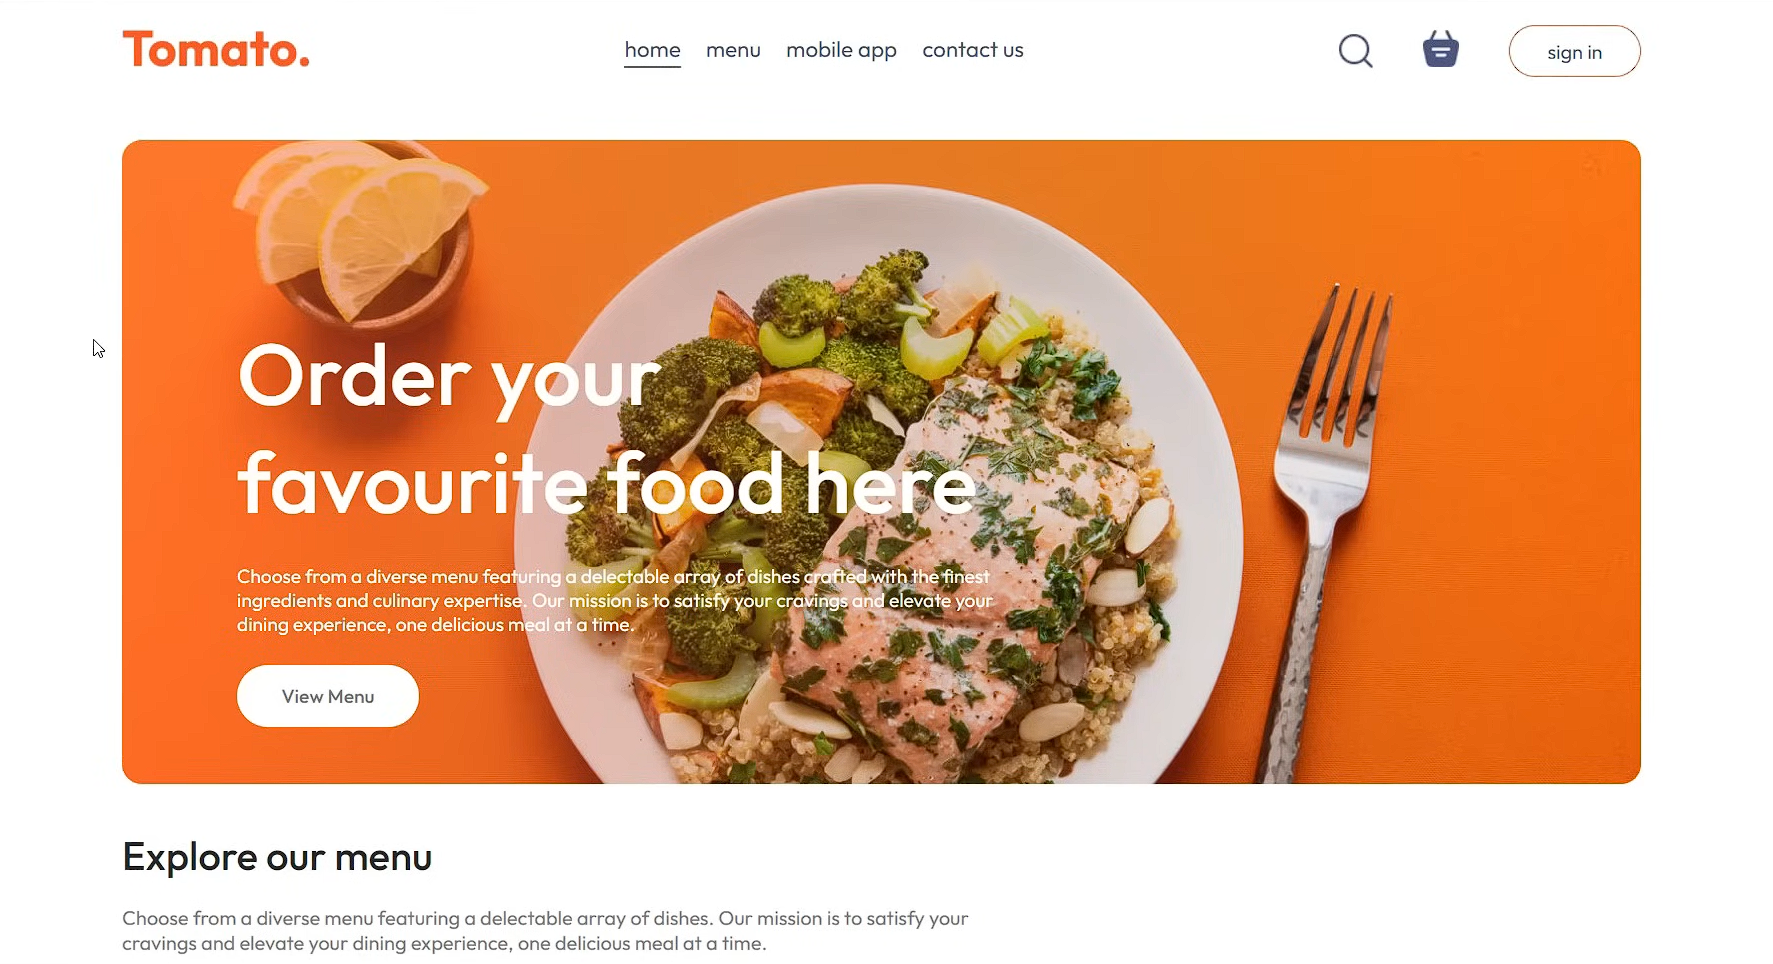 Tomato.
home menu mobile app contact us
sign in
Order your
favourite food here
Choose from a diverse menu featuring a delectable array of dishes crafted with the finest
ingredients and culinary expertise. Our mission is to satisfy your cravings and elevate your
dining experience, one delicious meal at a time.
View Menu
Explore our menu
Choose from a diverse menu featuring a delectable array of dishes. Our mission is to satisfy your
cravings and elevate your dining experience, one delicious meal at a time.